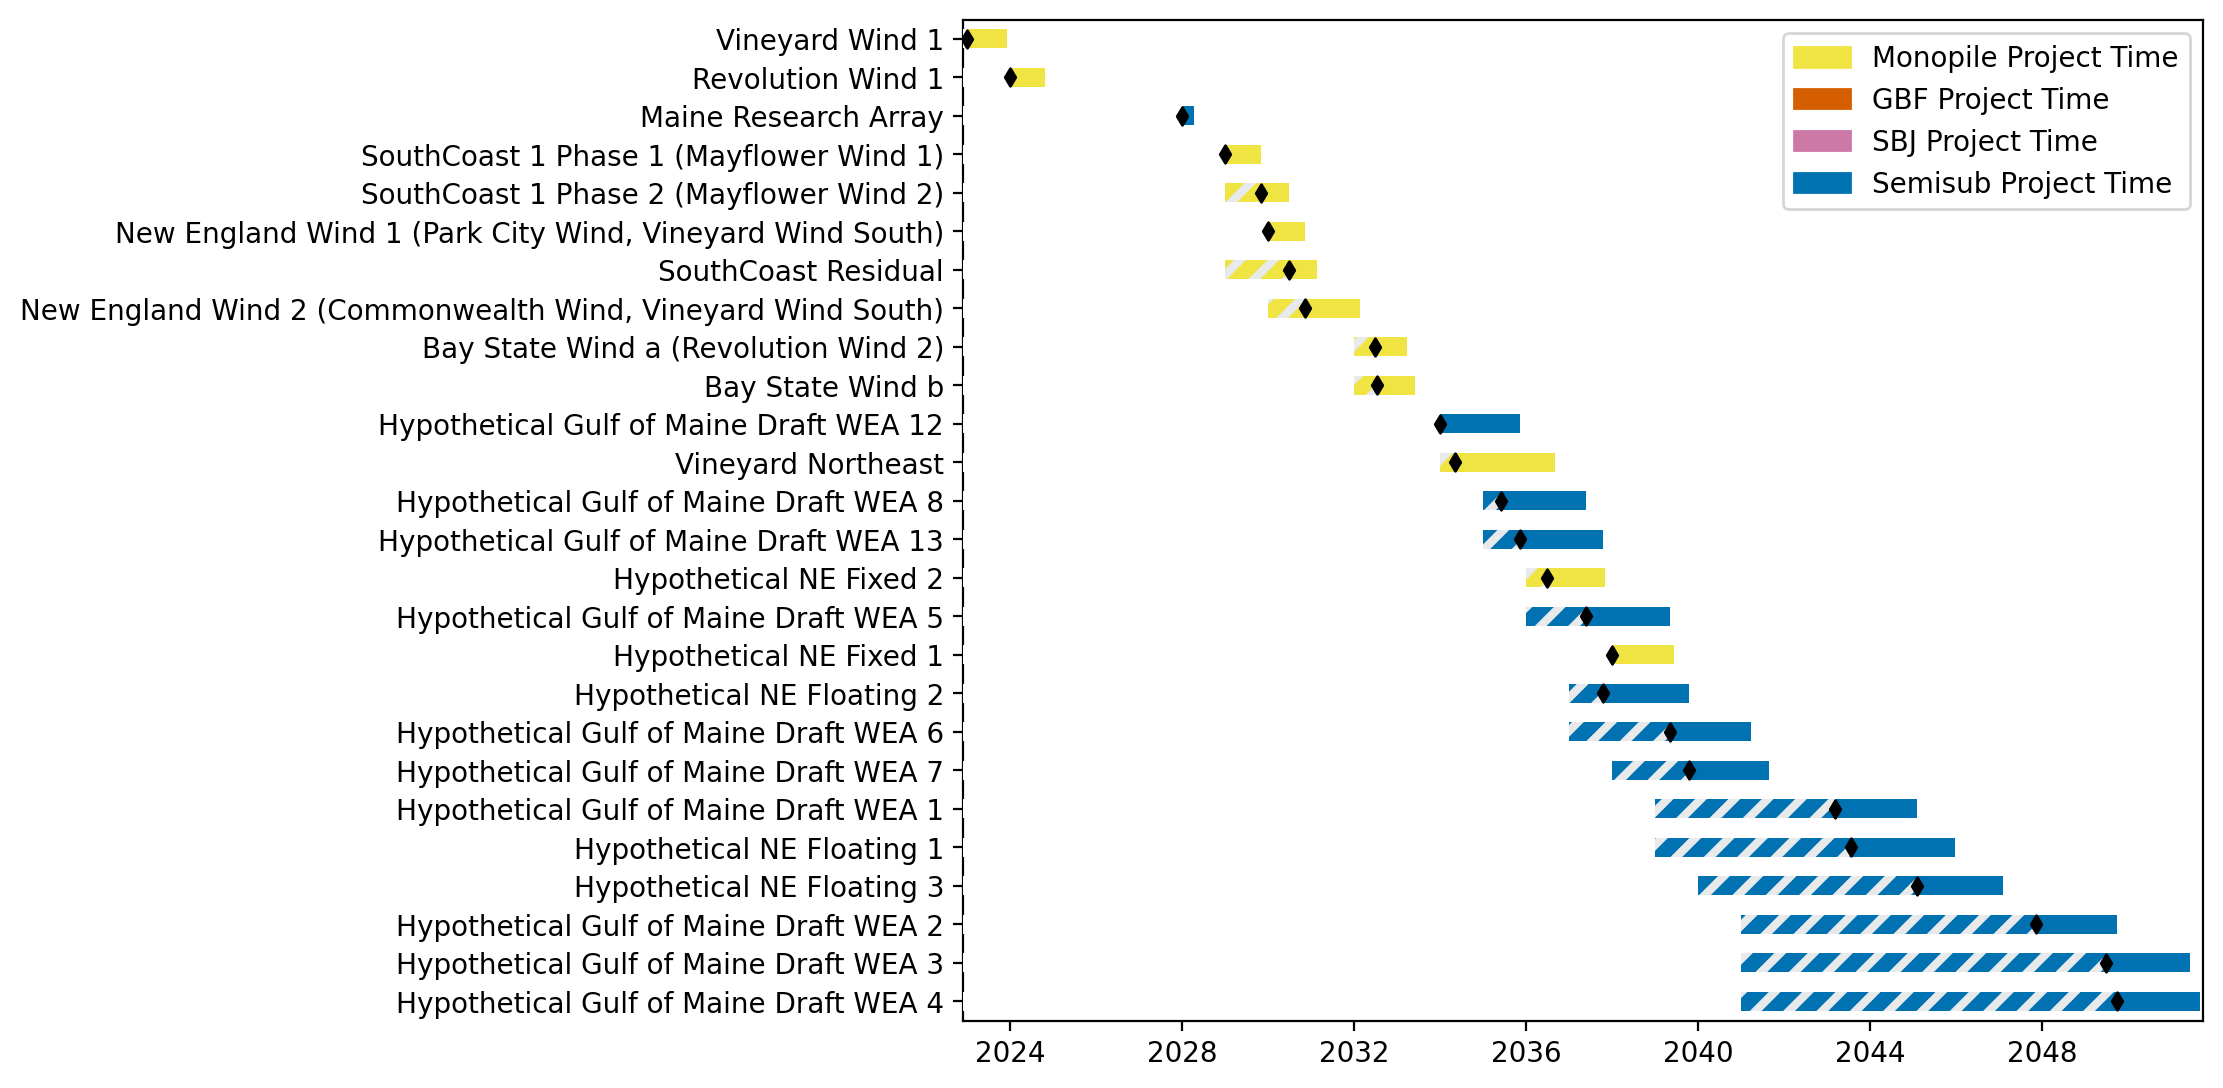 Vineyard Wind 1
Revolution Wind 1
Maine Research Array
SouthCoast 1 Phase 1 (Mayflower Wind 1)
SouthCoast 1 Phase 2 (Mayflower Wind 2)
New England Wind 1 (Park City Wind, Vineyard Wind South)
SouthCoast Residual
New England Wind 2 (Commonwealth Wind, Vineyard Wind South)
Bay State Wind a (Revolution Wind 2)
Bay State Wind b
Hypothetical Gulf of Maine Draft WEA 12
Vineyard Northeast
Hypothetical Gulf of Maine Draft WEA 8
Hypothetical Gulf of Maine Draft WEA 13
Hypothetical NE Fixed 2
Hypothetical Gulf of Maine Draft WEA 5
Hypothetical NE Fixed 1
Hypothetical NE Floating 2
Hypothetical Gulf of Maine Draft WEA 6
Hypothetical Gulf of Maine Draft WEA 7
Hypothetical Gulf of Maine Draft WEA 1
Hypothetical NE Floating 1
Hypothetical NE Floating 3
Hypothetical Gulf of Maine Draft WEA 2
Hypothetical Gulf of Maine Draft WEA 3
Hypothetical Gulf of Maine Draft WEA 4
Monopile Project Time
GBF Project Time
SBJ Project Time
Semisub Project Time
2024 2028 2032 2036 2040 2044 2048